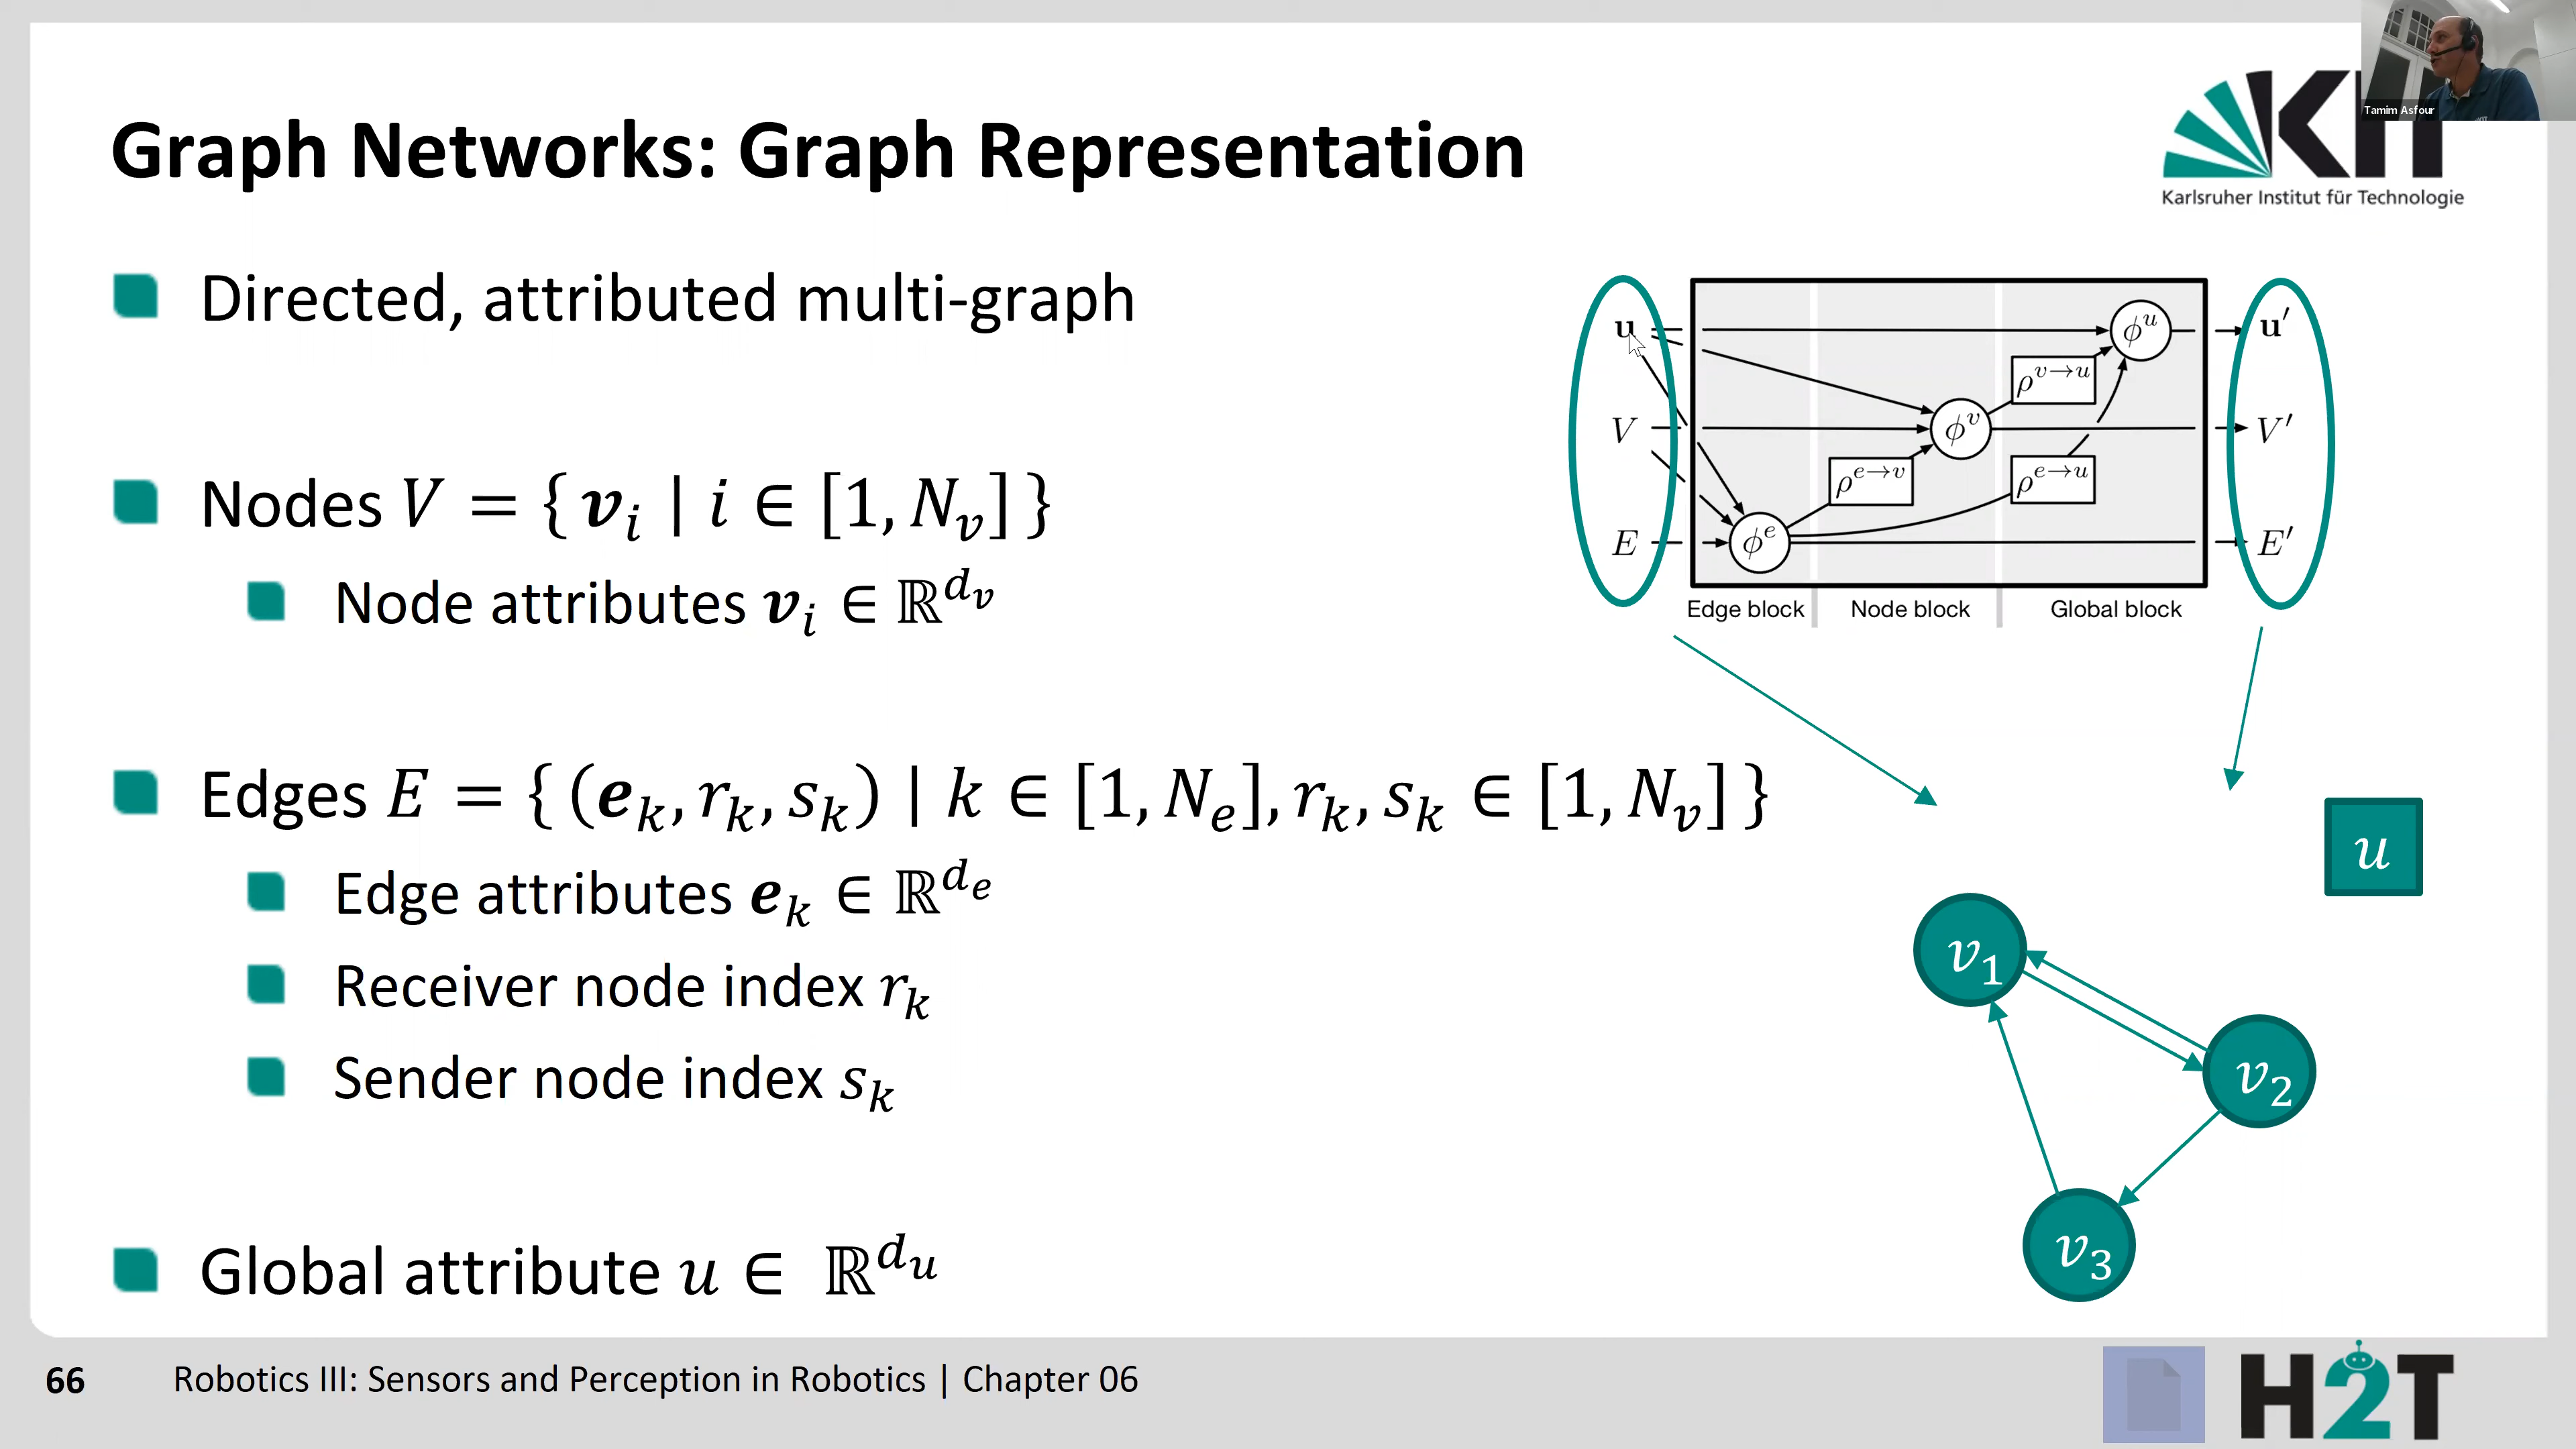 Tamim Asfour
Graph Networks: Graph Representation
KIT
Karlsruher Institut für Technologie
Directed, attributed multi-graph
Nodes V = { v_i | i ∈ [1, N_v] }
Node attributes v_i ∈ ℝ^{d_v}
Edges E = { (e_k, r_k, s_k) | k ∈ [1, N_e], r_k, s_k ∈ [1, N_v] }
Edge attributes e_k ∈ ℝ^{d_e}
Receiver node index r_k
Sender node index s_k
Global attribute u ∈ ℝ^{d_u}
u
V
E
ϕ^u
ρ^{v→u}
ϕ^v
ρ^{e→v}
ρ^{e→u}
ϕ^e
u′
V′
E′
Edge block
Node block
Global block
u
v_1
v_2
v_3
66
Robotics III: Sensors and Perception in Robotics | Chapter 06
H2T